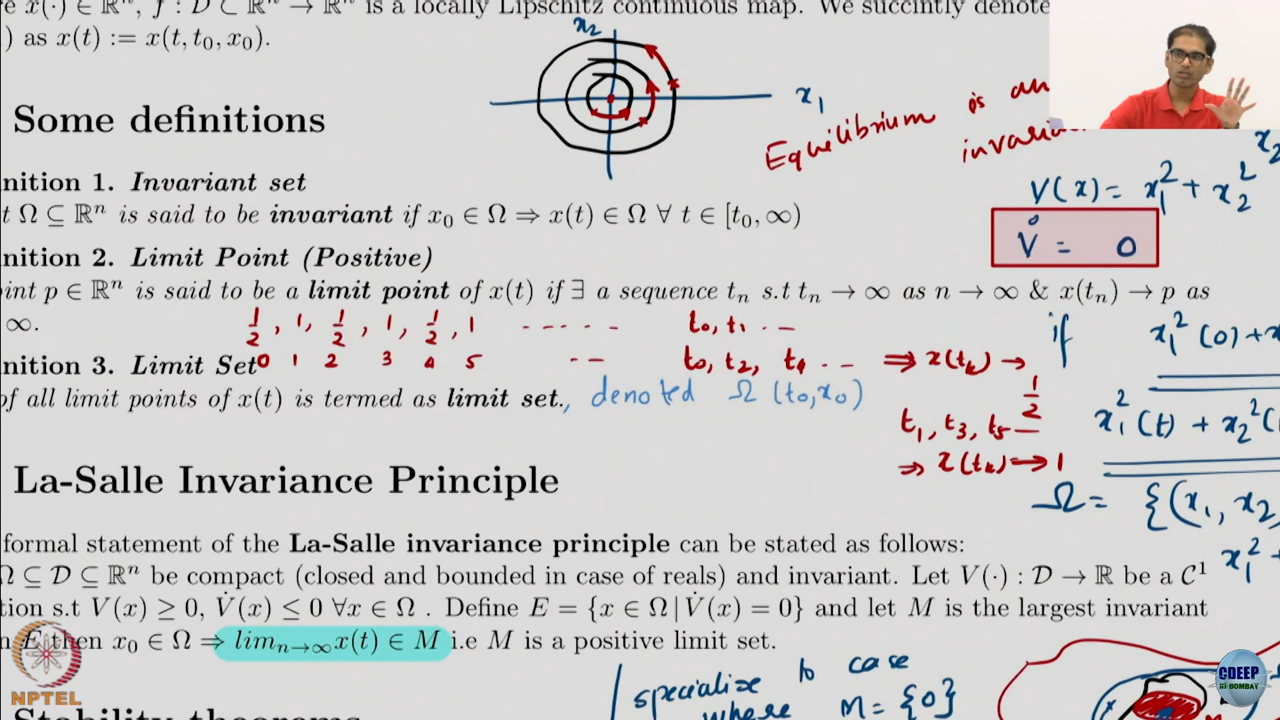 e x(·) ∈ ℝⁿ, f : 𝒟 ⊂ ℝⁿ → ℝⁿ is a locally Lipschitz continuous map. We succintly denote
) as x(t) := x(t, t₀, x₀).
x₂
x₁
Equilibrium is an
Some definitions
x₂
nition 1. Invariant set
V(x) = x₁² + x₂²
t Ω ⊆ ℝⁿ is said to be invariant if x₀ ∈ Ω ⇒ x(t) ∈ Ω ∀ t ∈ [t₀, ∞)
V̇ = 0
nition 2. Limit Point (Positive)
int p ∈ ℝⁿ is said to be a limit point of x(t) if ∃ a sequence tₙ s.t tₙ → ∞ as n → ∞ & x(tₙ) → p as
∞.
1/2, 1, 1/2, 1, 1/2, 1 ..... t₀, t₁ ..
if x₁²(0) + x
nition 3. Limit Set
0 1 2 3 4 5 .. t₀, t₂, t₄ .. ⇒ x(tₖ) → 1/2
of all limit points of x(t) is termed as limit set., denoted Ω (t₀, x₀)
t₁, t₃, t₅ –
x₁²(t) + x₂²(
⇒ x(tₖ) → 1
La-Salle Invariance Principle
Ω = {(x₁, x₂
formal statement of the La-Salle invariance principle can be stated as follows:
x₁² +
Ω ⊆ 𝒟 ⊆ ℝⁿ be compact (closed and bounded in case of reals) and invariant. Let V(·) : 𝒟 → ℝ be a 𝒞¹
tion s.t V(x) ≥ 0, V̇(x) ≤ 0 ∀x ∈ Ω . Define E = {x ∈ Ω | V̇(x) = 0} and let M is the largest invariant
n E then x₀ ∈ Ω ⇒ limₙ→∞x(t) ∈ M i.e M is a positive limit set.
specialize to case
where M = {0}
NPTEL
CDEEP
IIT BOMBAY